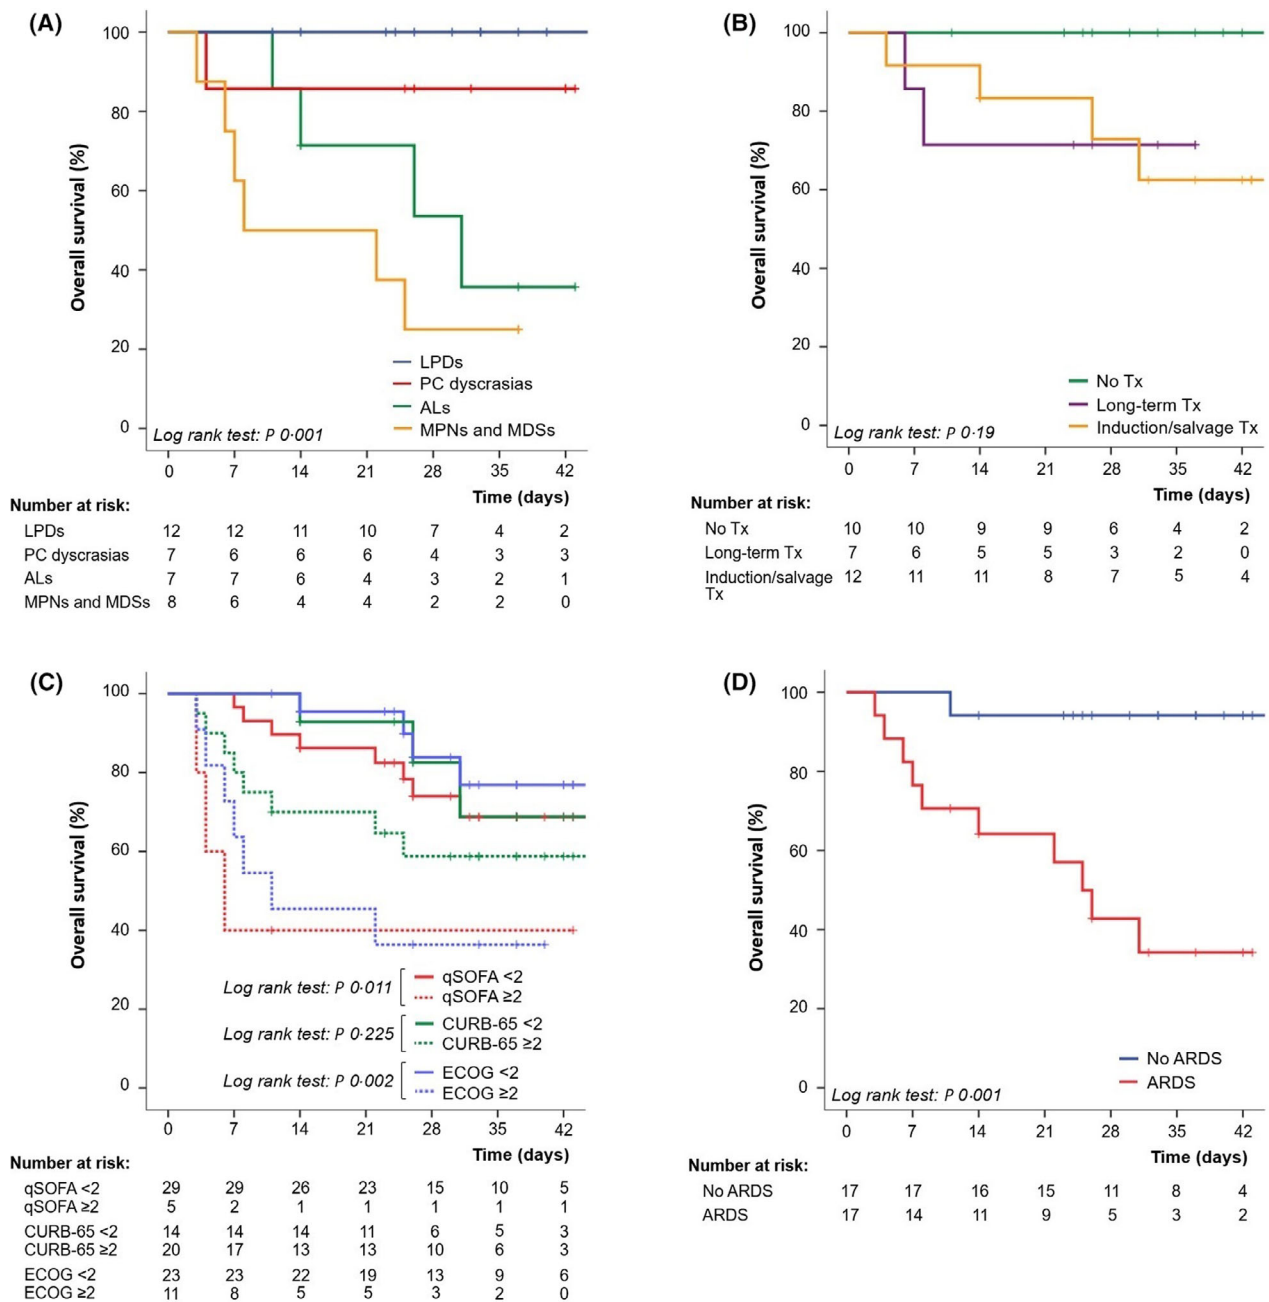 (A)
100
80
60
40
20
0
Overall survival (%)
LPDs
PC dyscrasias
ALs
MPNs and MDSs
Log rank test: P 0·001
0 7 14 21 28 35 42
Time (days)
Number at risk:
LPDs 12 12 11 10 7 4 2
PC dyscrasias 7 6 6 6 4 3 3
ALs 7 7 6 4 3 2 1
MPNs and MDSs 8 6 4 4 2 2 0
(B)
100
80
60
40
20
0
Overall survival (%)
No Tx
Long-term Tx
Induction/salvage Tx
Log rank test: P 0·19
0 7 14 21 28 35 42
Time (days)
Number at risk:
No Tx 10 10 9 9 6 4 2
Long-term Tx 7 6 5 5 3 2 0
Induction/salvage 12 11 11 8 7 5 4
Tx
(C)
100
80
60
40
20
0
Overall survival (%)
Log rank test: P 0·011
qSOFA <2
qSOFA ≥2
Log rank test: P 0·225
CURB-65 <2
CURB-65 ≥2
Log rank test: P 0·002
ECOG <2
ECOG ≥2
0 7 14 21 28 35 42
Time (days)
Number at risk:
qSOFA <2 29 29 26 23 15 10 5
qSOFA ≥2 5 2 1 1 1 1 1
CURB-65 <2 14 14 14 11 6 5 3
CURB-65 ≥2 20 17 13 13 10 6 3
ECOG <2 23 23 22 19 13 9 6
ECOG ≥2 11 8 5 5 3 2 0
(D)
100
80
60
40
20
0
Overall survival (%)
No ARDS
ARDS
Log rank test: P 0·001
0 7 14 21 28 35 42
Time (days)
Number at risk:
No ARDS 17 17 16 15 11 8 4
ARDS 17 14 11 9 5 3 2